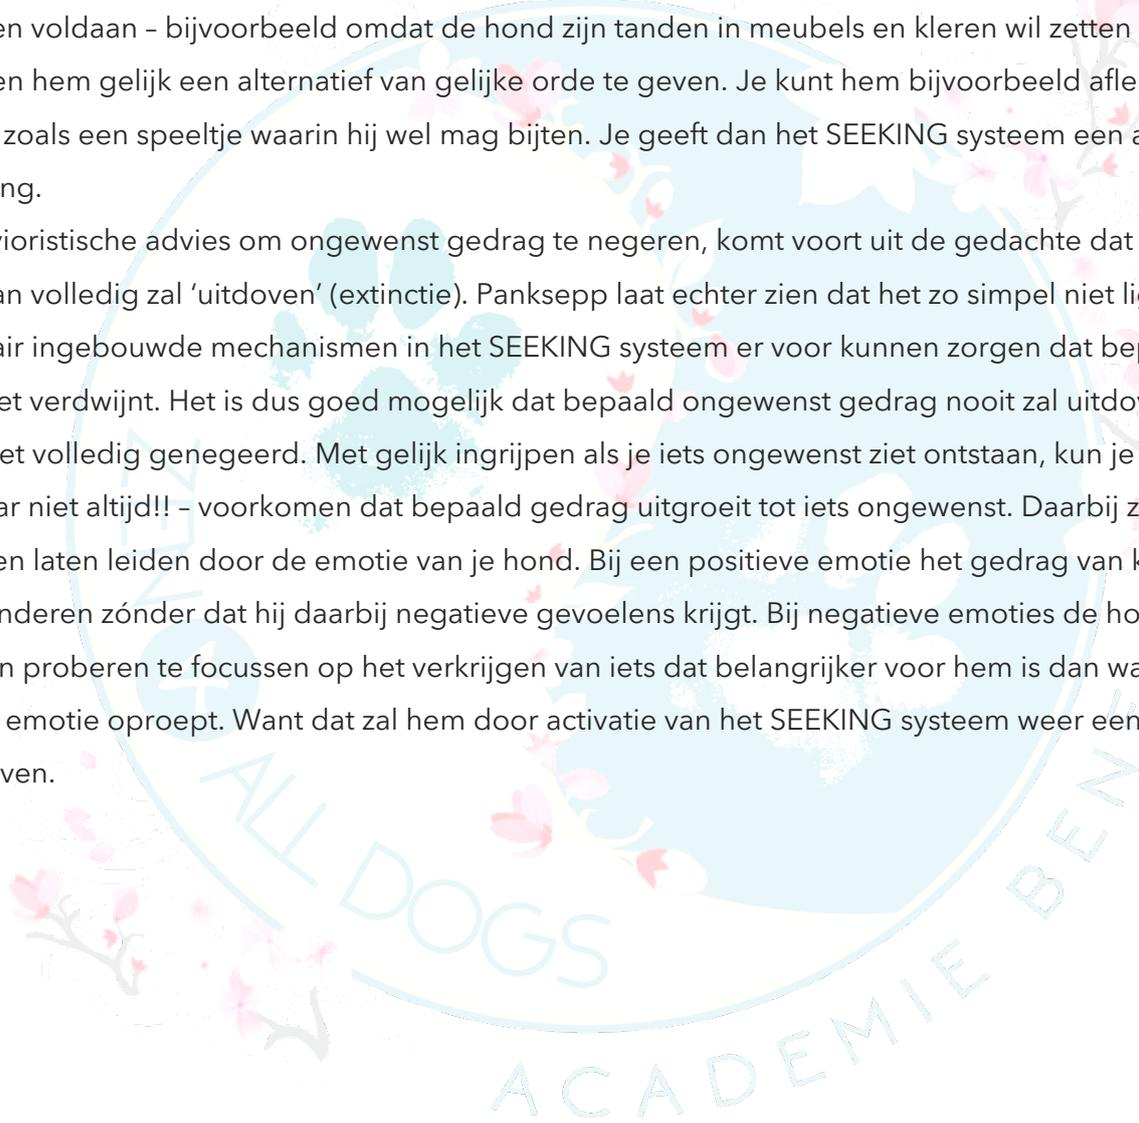 en voldaan – bijvoorbeeld omdat de hond zijn tanden in meubels en kleren wil zetten
en hem gelijk een alternatief van gelijke orde te geven. Je kunt hem bijvoorbeeld afle
zoals een speeltje waarin hij wel mag bijten. Je geeft dan het SEEKING systeem een a
ng.
vioristische advies om ongewenst gedrag te negeren, komt voort uit de gedachte dat
an volledig zal ‘uitdoven’ (extinctie). Panksepp laat echter zien dat het zo simpel niet lig
air ingebouwde mechanismen in het SEEKING systeem er voor kunnen zorgen dat bep
et verdwijnt. Het is dus goed mogelijk dat bepaald ongewenst gedrag nooit zal uitdov
et volledig genegeerd. Met gelijk ingrijpen als je iets ongewenst ziet ontstaan, kun je
ar niet altijd!! – voorkomen dat bepaald gedrag uitgroeit tot iets ongewenst. Daarbij z
en laten leiden door de emotie van je hond. Bij een positieve emotie het gedrag van k
nderen zónder dat hij daarbij negatieve gevoelens krijgt. Bij negatieve emoties de ho
n proberen te focussen op het verkrijgen van iets dat belangrijker voor hem is dan wa
emotie oproept. Want dat zal hem door activatie van het SEEKING systeem weer een
ven.
ZEN
4
ALL DOGS
ACADEMIE BENE